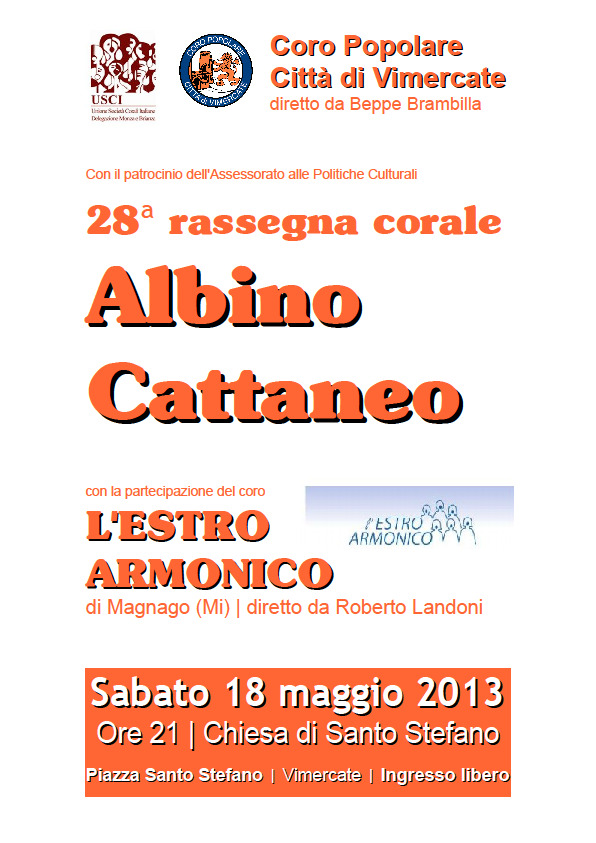 USCI
Unione Società Corali Italiane
Delegazione Monza e Brianza
CORO POPOLARE
CITTÀ di VIMERCATE
Coro Popolare
Città di Vimercate
diretto da Beppe Brambilla
Con il patrocinio dell'Assessorato alle Politiche Culturali
28ª rassegna corale
Albino
Cattaneo
con la partecipazione del coro
L'ESTRO
ARMONICO
l'ESTRO
ARMONICO
di Magnago (Mi) | diretto da Roberto Landoni
Sabato 18 maggio 2013
Ore 21 | Chiesa di Santo Stefano
Piazza Santo Stefano | Vimercate | Ingresso libero